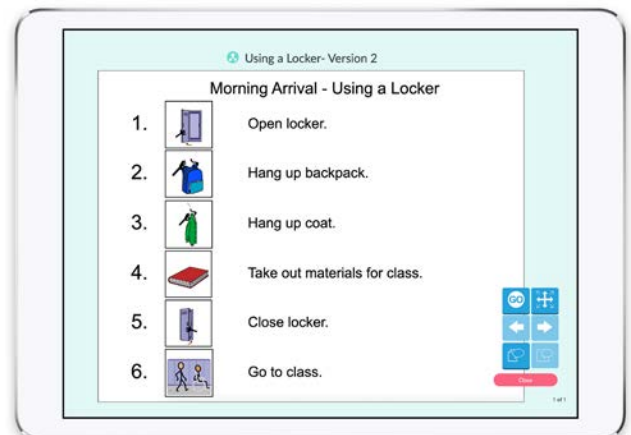 Using a Locker- Version 2
Morning Arrival - Using a Locker
1. Open locker.
2. Hang up backpack.
3. Hang up coat.
4. Take out materials for class.
5. Close locker.
6. Go to class.
GO
Close
1 of 1